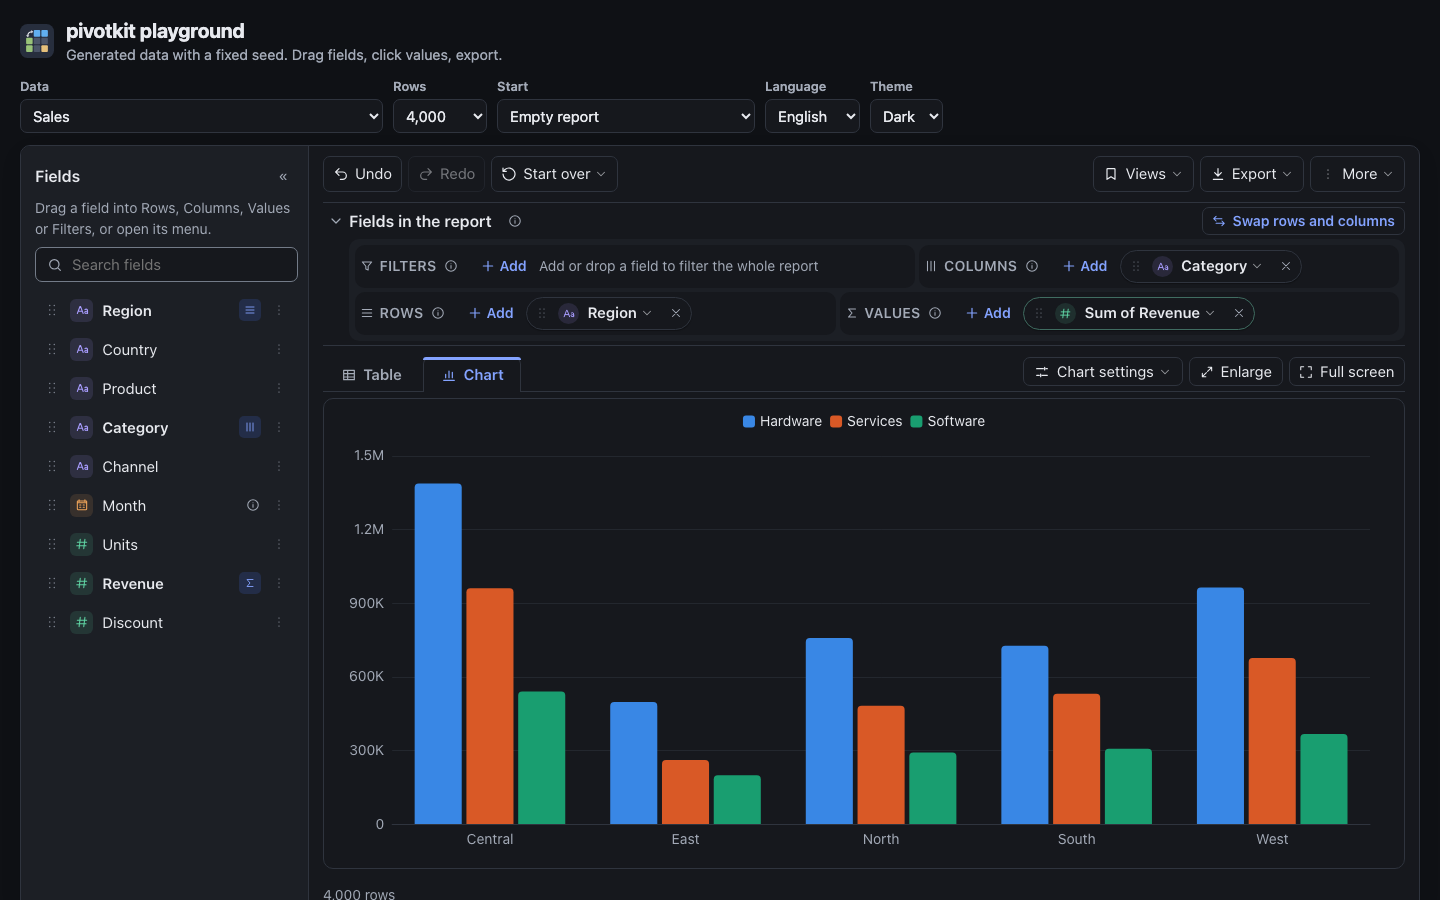 pivotkit playground
Generated data with a fixed seed. Drag fields, click values, export.
Data
Rows
Start
Language
Theme
Sales
4,000
Empty report
English
Dark
Fields
«
Drag a field into Rows, Columns, Values
or Filters, or open its menu.
Search fields
Aa Region
Aa Country
Aa Product
Aa Category
Aa Channel
Month
# Units
# Revenue Σ
# Discount
Undo
Redo
Start over
Views
Export
More
Fields in the report
Swap rows and columns
FILTERS + Add Add or drop a field to filter the whole report
COLUMNS + Add Aa Category ×
ROWS + Add Aa Region ×
Σ VALUES + Add # Sum of Revenue ×
Table
Chart
Chart settings
Enlarge
Full screen
Hardware Services Software
1.5M
1.2M
900K
600K
300K
0
Central East North South West
4,000 rows